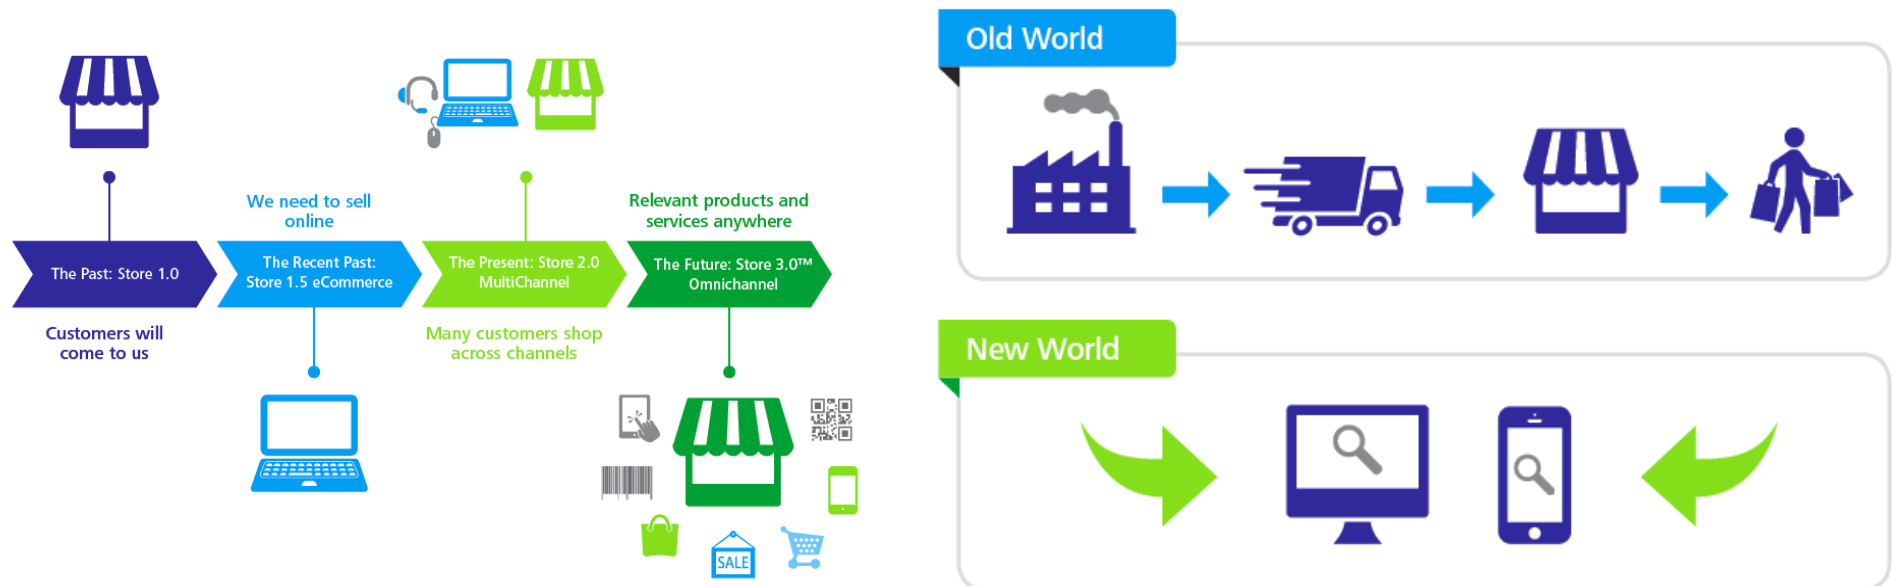 We need to sell
online
Relevant products and
services anywhere
The Past: Store 1.0
The Recent Past:
Store 1.5 eCommerce
The Present: Store 2.0
MultiChannel
The Future: Store 3.0™
Omnichannel
Customers will
come to us
Many customers shop
across channels
SALE
Old World
New World